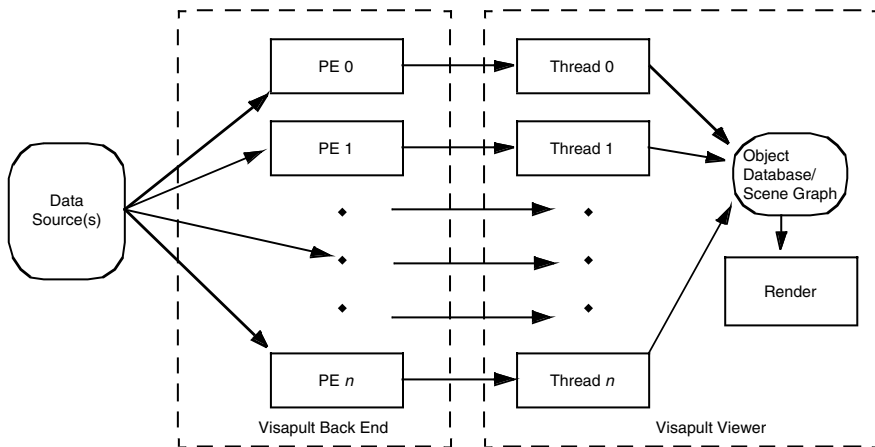 PE 0
Thread 0
PE 1
Thread 1
Data
Source(s)
Object
Database/
Scene Graph
Render
PE n
Thread n
Visapult Back End
Visapult Viewer